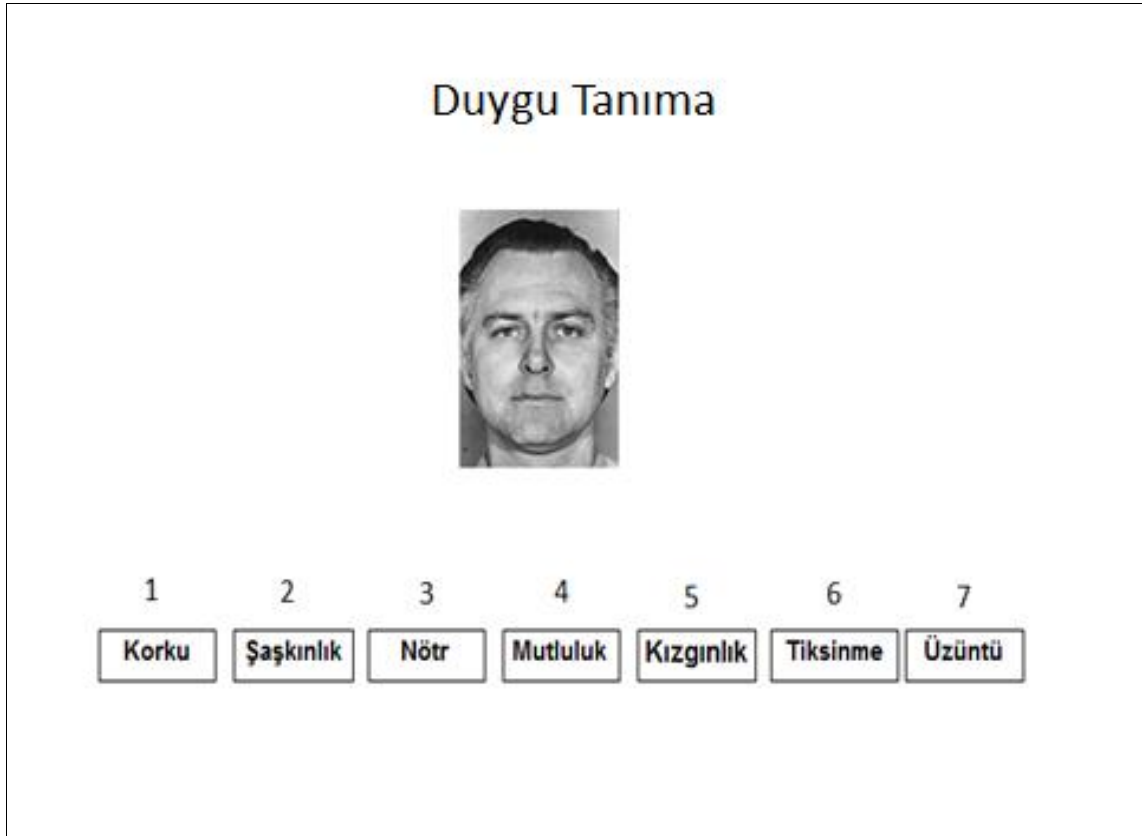 Duygu Tanıma
1 2 3 4 5 6 7
Korku Şaşkınlık Nötr Mutluluk Kızgınlık Tiksinme Üzüntü